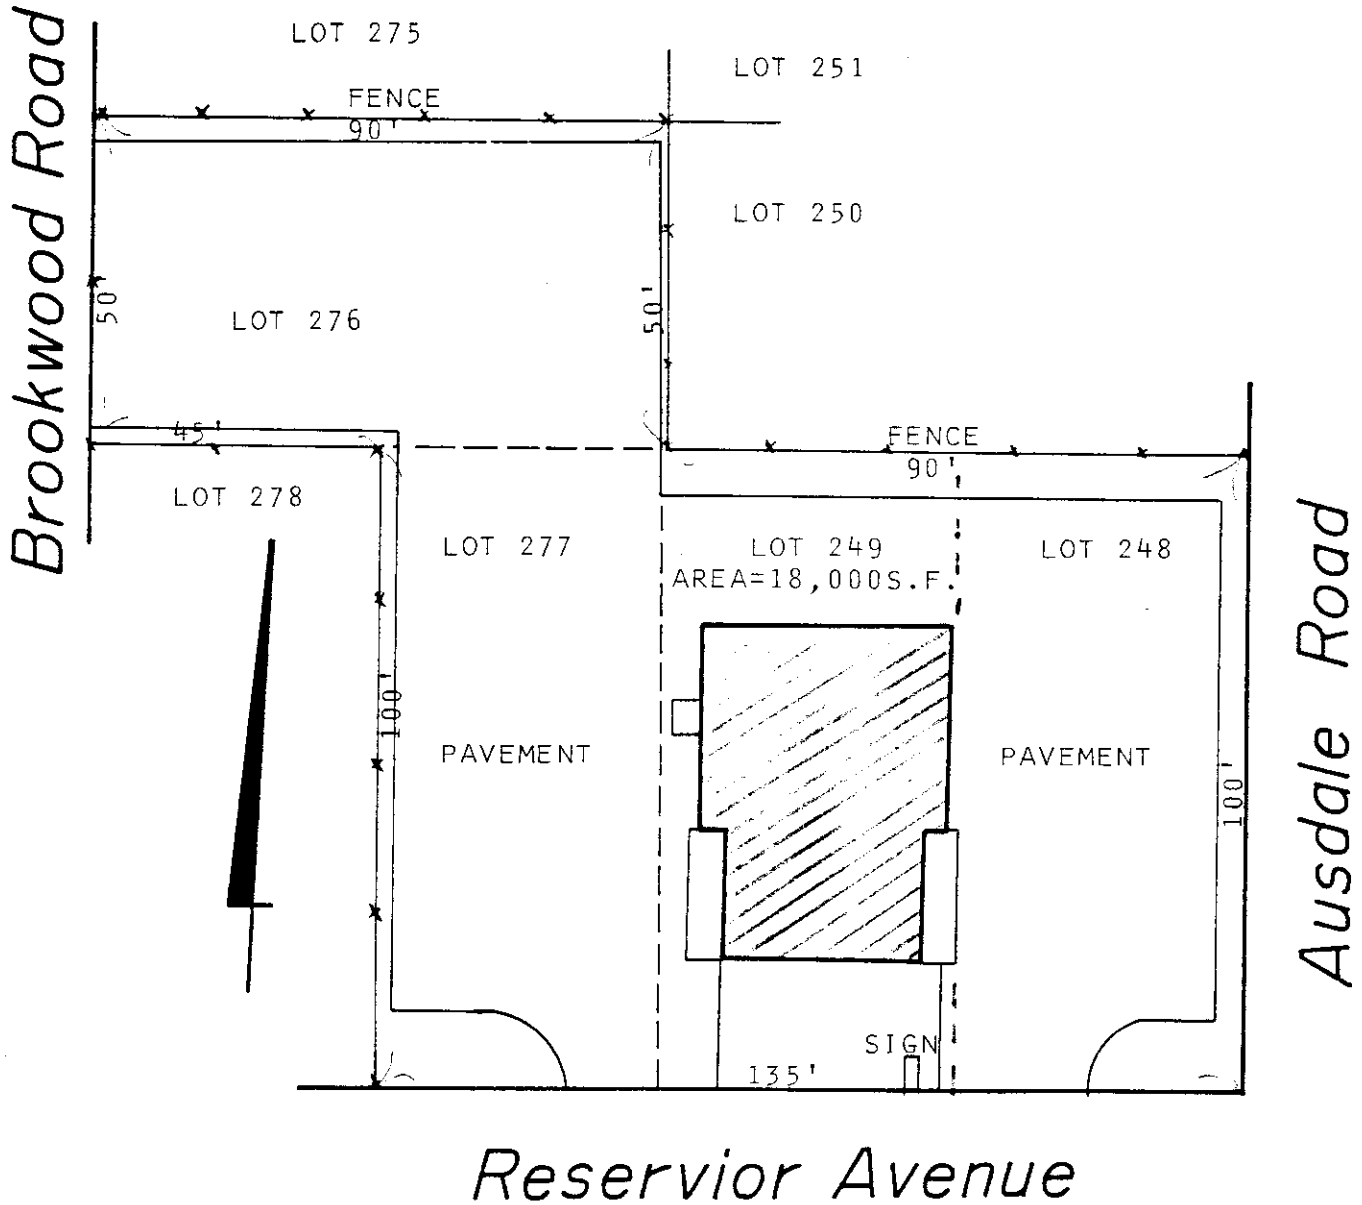 Brookwood Road
LOT 275
LOT 251
FENCE
90'
LOT 250
50'
LOT 276
50'
45'
FENCE
90'
LOT 278
LOT 277
LOT 249
LOT 248
AREA=18,000S.F.
100'
PAVEMENT
PAVEMENT
100'
Ausdale Road
SIGN
135'
Reservior Avenue